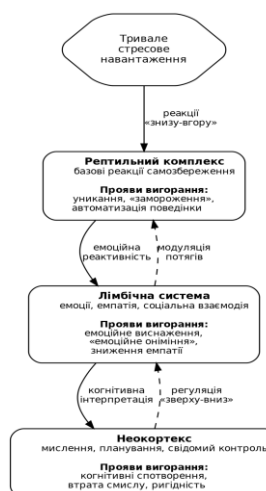 Тривале
стресове
навантаження
реакції
«знизу-вгору»
Рептильний комплекс
базові реакції самозбереження
Прояви вигорання:
уникання, «замороження»,
автоматизація поведінки
емоційна
реактивність
модуляція
потягів
Лімбічна система
емоції, емпатія, соціальна взаємодія
Прояви вигорання:
емоційне виснаження,
«емоційне оніміння»,
зниження емпатії
когнітивна
інтерпретація
регуляція
«зверху-вниз»
Неокортекс
мислення, планування, свідомий контроль
Прояви вигорання:
когнітивні спотворення,
втрата смислу, ригідність